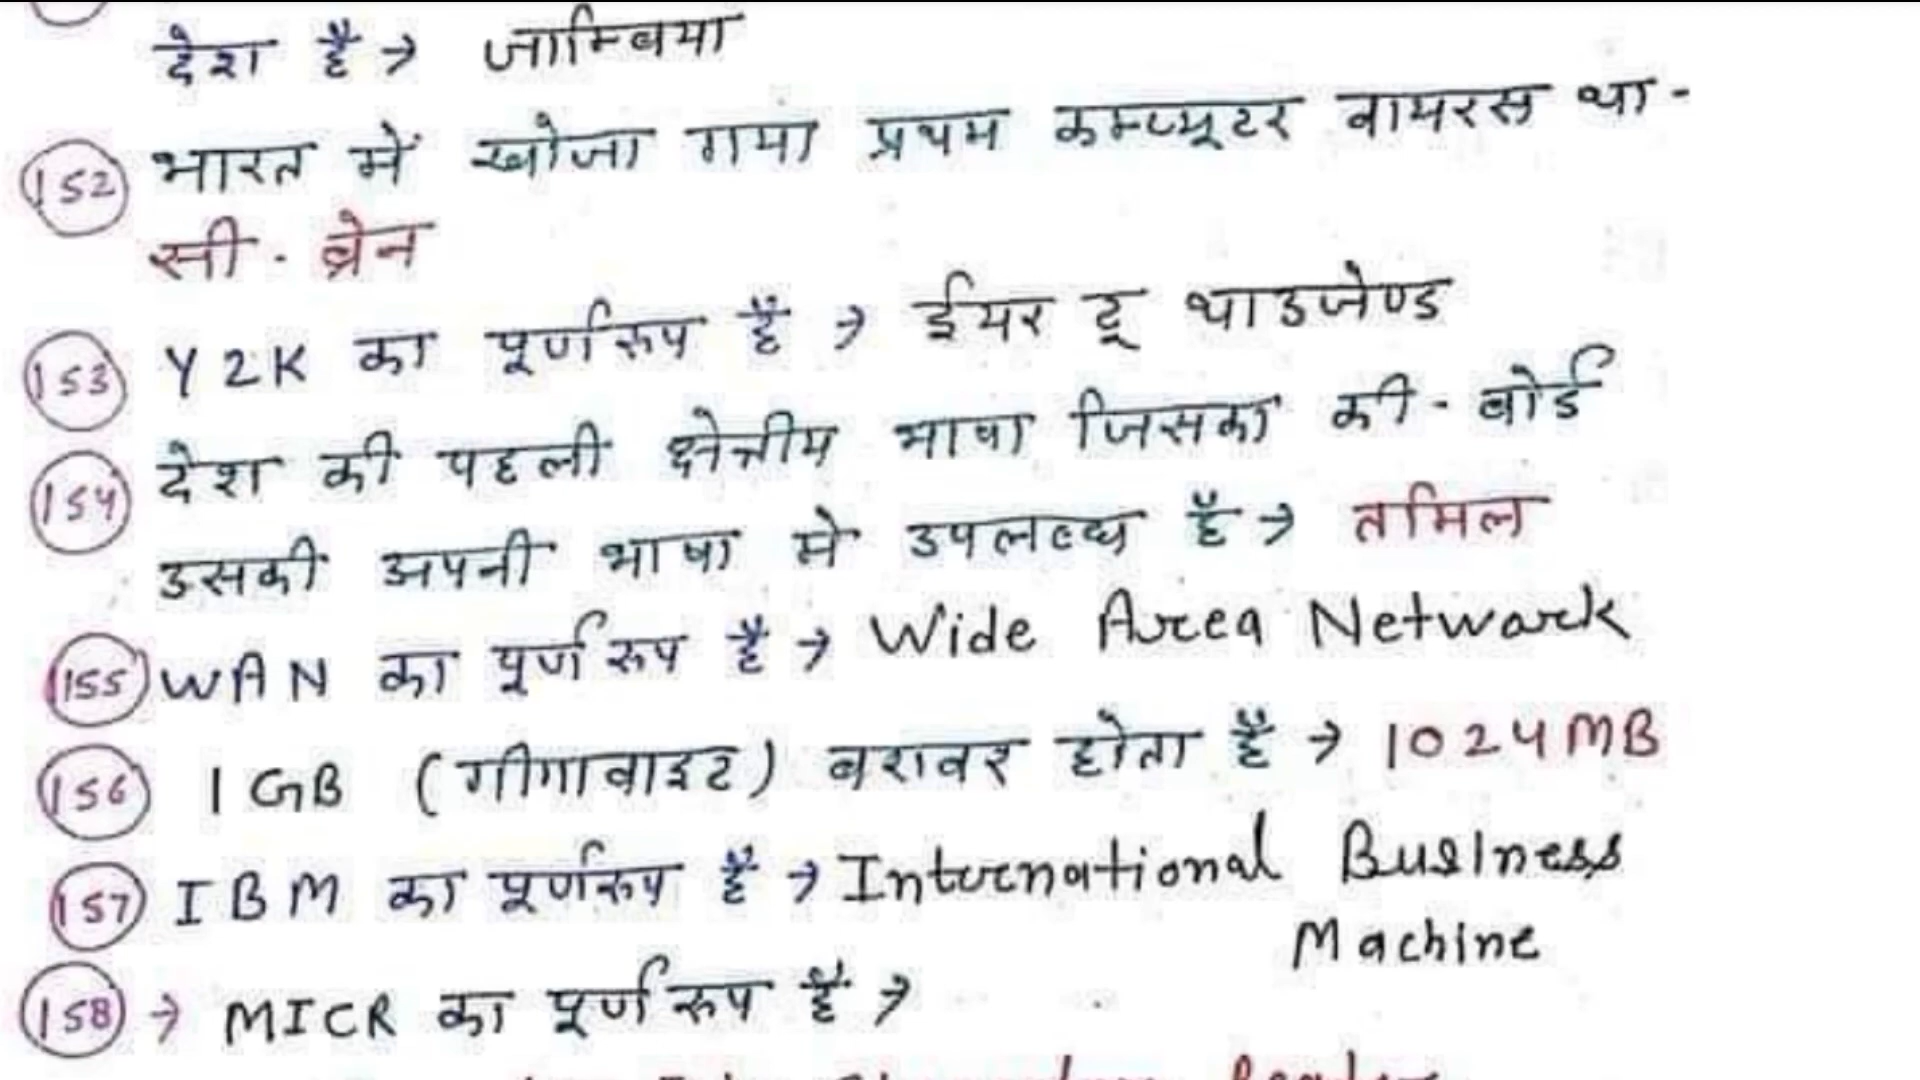 देश है → जाम्बिया
(152) भारत में खोजा गया प्रथम कम्प्यूटर वायरस था -
सी - ब्रेन
(153) Y2K का पूर्णरूप है → ईयर टू थाउजेण्ड
(154) देश की पहली क्षेत्रीय भाषा जिसका की - बोर्ड
उसकी अपनी भाषा मे उपलब्ध है → तमिल
(155) WAN का पूर्णरूप है → Wide Area Network
(156) 1 GB (गीगाबाइट) बराबर होता है → 1024MB
(157) IBM का पूर्णरूप है → International Business
Machine
(158) → MICR का पूर्णरूप है →